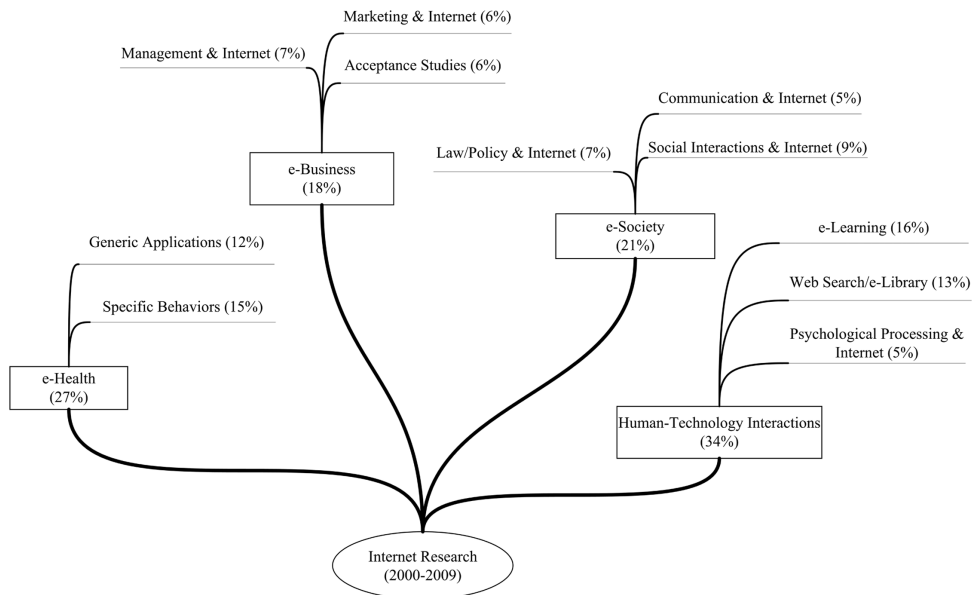 Marketing & Internet (6%)
Management & Internet (7%)
Acceptance Studies (6%)
e-Business
(18%)
Communication & Internet (5%)
Law/Policy & Internet (7%)
Social Interactions & Internet (9%)
e-Society
(21%)
Generic Applications (12%)
Specific Behaviors (15%)
e-Health
(27%)
e-Learning (16%)
Web Search/e-Library (13%)
Psychological Processing &
Internet (5%)
Human-Technology Interactions
(34%)
Internet Research
(2000-2009)